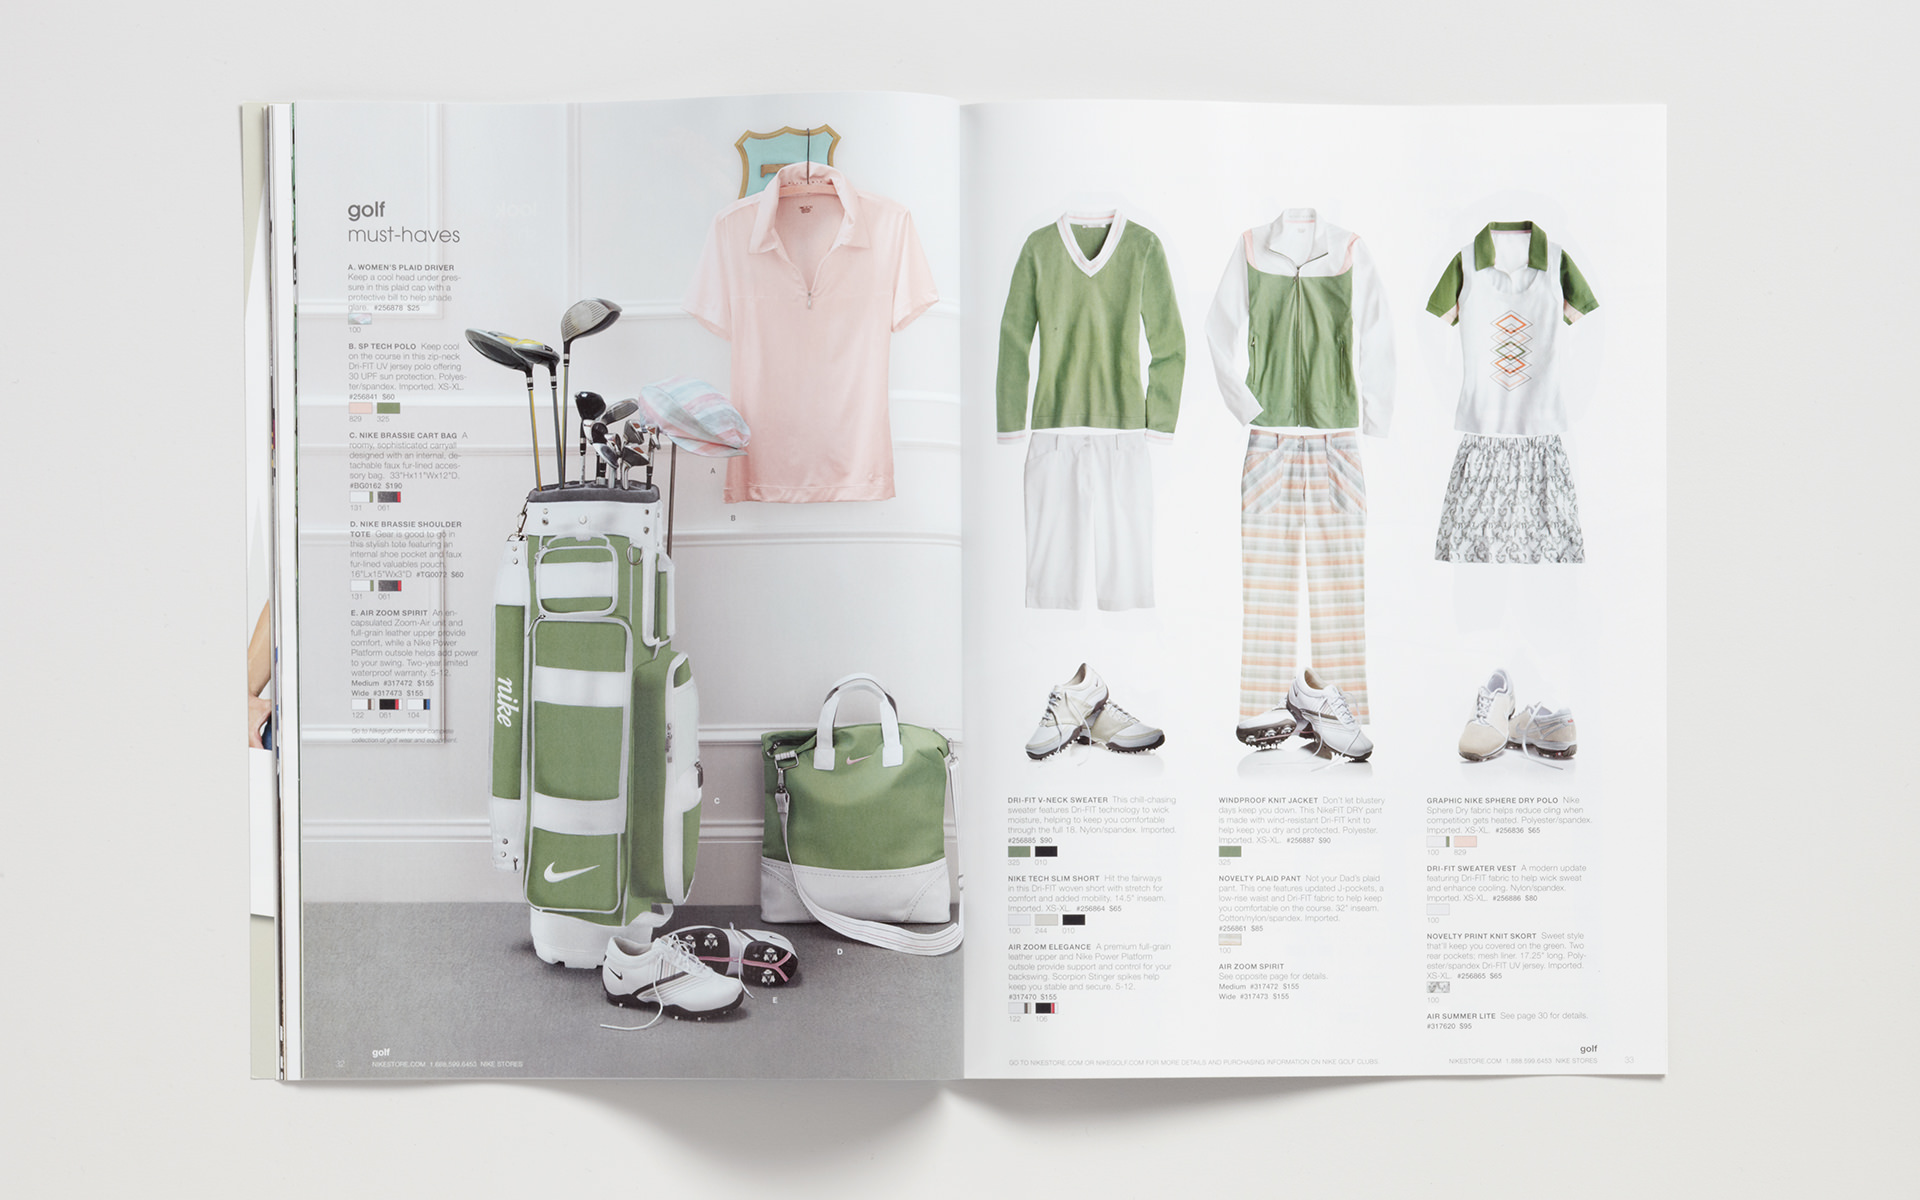 golf
must-haves
A. WOMEN'S PLAID DRIVER
Keep a cool head under pres-
sure in this plaid cap with a
protective bill to help shade
glare. #256878 $25
100
B. SP TECH POLO Keep cool
on the course in this zip-neck
Dri-FIT UV jersey polo offering
30 UPF sun protection. Polyes-
ter/spandex. Imported. XS-XL.
#256841 $60
829 325
C. NIKE BRASSIE CART BAG A
roomy, sophisticated carryall
designed with an internal, de-
tachable faux fur-lined acces-
sory bag. 33"Hx11"Wx12"D.
#BG0162 $190
131 061
D. NIKE BRASSIE SHOULDER
TOTE Gear is good to go in
this stylish tote featuring an
internal shoe pocket and faux
fur-lined valuables pouch.
16"Lx15"Wx3"D #TG0072 $60
131 061
E. AIR ZOOM SPIRIT An en-
capsulated Zoom-Air unit and
full-grain leather upper provide
comfort, while a Nike Power
Platform outsole helps add power
to your swing. Two-year limited
waterproof warranty. 5-12.
Medium #317472 $155
Wide #317473 $155
122 061 104
Go to Nikegolf.com for our complete
collection of golf wear and equipment.
A
B
nike
C
D
E
32
golf
NIKESTORE.COM 1.888.599.6453 NIKE STORES
DRI-FIT V-NECK SWEATER This chill-chasing
sweater features Dri-FIT technology to wick
moisture, helping to keep you comfortable
through the full 18. Nylon/spandex. Imported.
#256885 $90
325 010
NIKE TECH SLIM SHORT Hit the fairways
in this Dri-FIT woven short with stretch for
comfort and added mobility. 14.5" inseam.
Imported. XS-XL. #256864 $65
100 244 010
AIR ZOOM ELEGANCE A premium full-grain
leather upper and Nike Power Platform
outsole provide support and control for your
backswing. Scorpion Stinger spikes help
keep you stable and secure. 5-12.
#317470 $155
122 106
WINDPROOF KNIT JACKET Don't let blustery
days keep you down. This NikeFIT DRY pant
is made with wind-resistant Dri-FIT knit to
help keep you dry and protected. Polyester.
Imported. XS-XL. #256887 $90
325
NOVELTY PLAID PANT Not your Dad's plaid
pant. This one features updated J-pockets, a
low-rise waist and Dri-FIT fabric to help keep
you comfortable on the course. 32" inseam.
Cotton/nylon/spandex. Imported.
#256861 $85
100
AIR ZOOM SPIRIT
See opposite page for details.
Medium #317472 $155
Wide #317473 $155
GRAPHIC NIKE SPHERE DRY POLO Nike
Sphere Dry fabric helps reduce cling when
competition gets heated. Polyester/spandex.
Imported. XS-XL. #256836 $65
100 829
DRI-FIT SWEATER VEST A modern update
featuring Dri-FIT fabric to help wick sweat
and enhance cooling. Nylon/spandex.
Imported. XS-XL. #256886 $80
100
NOVELTY PRINT KNIT SKORT Sweet style
that'll keep you covered on the green. Two
rear pockets; mesh liner. 17.25" long. Poly-
ester/spandex Dri-FIT UV jersey. Imported.
XS-XL. #256865 $65
100
AIR SUMMER LITE See page 30 for details.
#317620 $95
GO TO NIKESTORE.COM OR NIKEGOLF.COM FOR MORE DETAILS AND PURCHASING INFORMATION ON NIKE GOLF CLUBS
golf
NIKESTORE.COM 1.888.599.6453 NIKE STORES
33